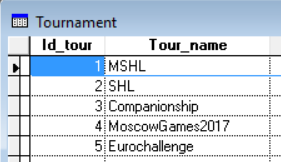 Tournament
Id_tour Tour_name
1 MSHL
2 SHL
3 Companionship
4 MoscowGames2017
5 Eurochallenge